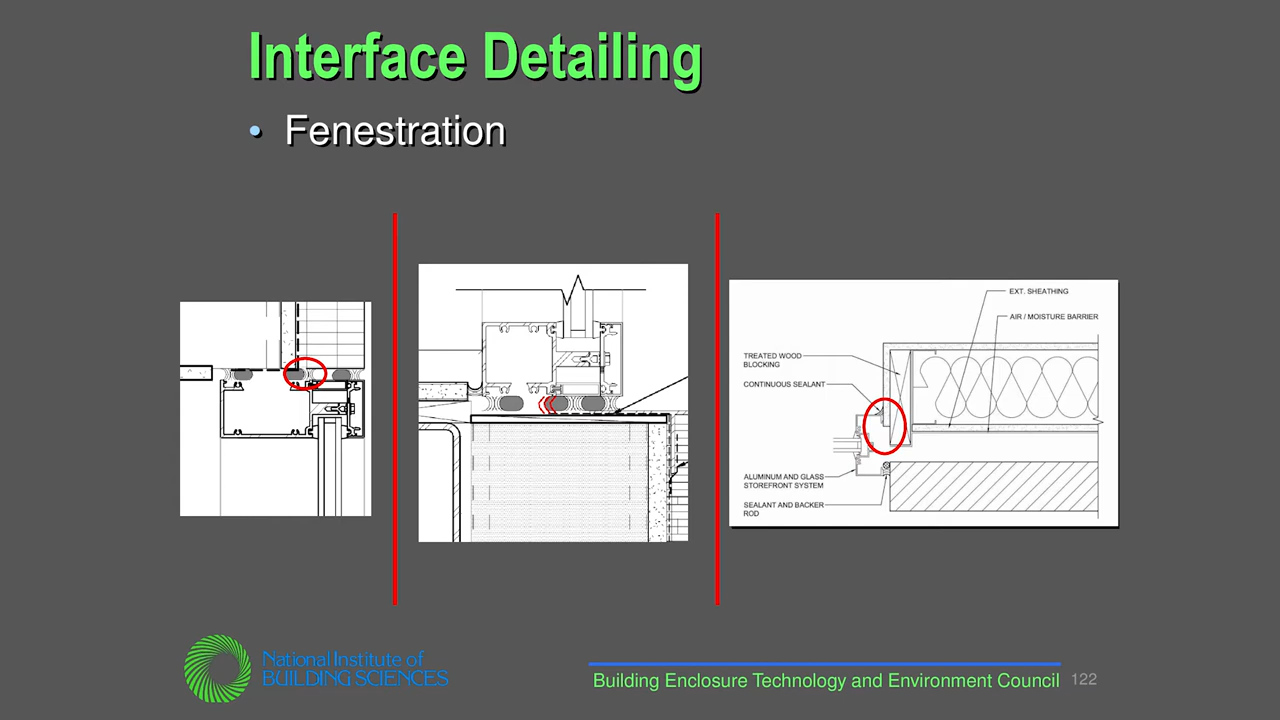 Interface Detailing
• Fenestration
EXT. SHEATHING
AIR / MOISTURE BARRIER
TREATED WOOD
BLOCKING
CONTINUOUS SEALANT
ALUMINUM AND GLASS
STOREFRONT SYSTEM
SEALANT AND BACKER
ROD
National Institute of
BUILDING SCIENCES
Building Enclosure Technology and Environment Council
122